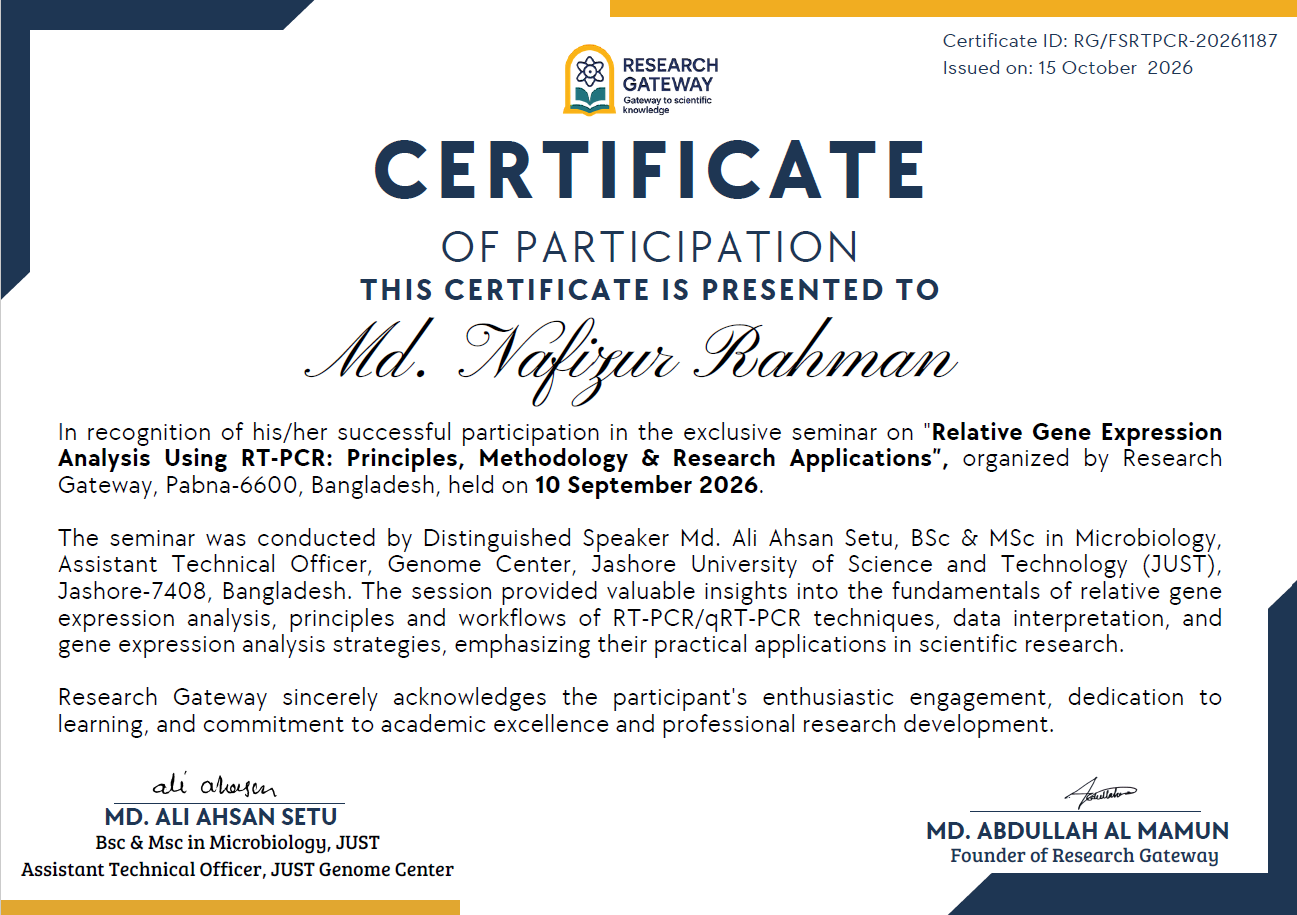 Certificate ID: RG/FSRTPCR-20261187
Issued on: 15 October 2026
RESEARCH
GATEWAY
Gateway to scientific
knowledge
CERTIFICATE
OF PARTICIPATION
THIS CERTIFICATE IS PRESENTED TO
Md. Nafizur Rahman
In recognition of his/her successful participation in the exclusive seminar on "Relative Gene Expression
Analysis Using RT-PCR: Principles, Methodology & Research Applications”, organized by Research
Gateway, Pabna-6600, Bangladesh, held on 10 September 2026.
The seminar was conducted by Distinguished Speaker Md. Ali Ahsan Setu, BSc & MSc in Microbiology,
Assistant Technical Officer, Genome Center, Jashore University of Science and Technology (JUST),
Jashore-7408, Bangladesh. The session provided valuable insights into the fundamentals of relative gene
expression analysis, principles and workflows of RT-PCR/qRT-PCR techniques, data interpretation, and
gene expression analysis strategies, emphasizing their practical applications in scientific research.
Research Gateway sincerely acknowledges the participant's enthusiastic engagement, dedication to
learning, and commitment to academic excellence and professional research development.
ali ahasan
MD. ALI AHSAN SETU
Bsc & Msc in Microbiology, JUST
Assistant Technical Officer, JUST Genome Center
Abdullah
MD. ABDULLAH AL MAMUN
Founder of Research Gateway